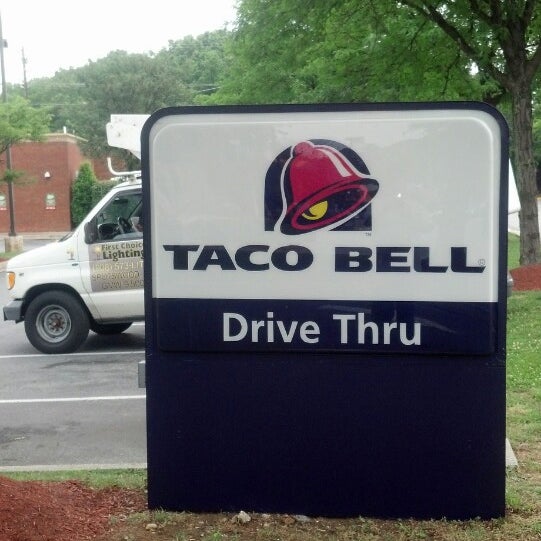 TACO BELL
Drive Thru
First Choice
Lighting